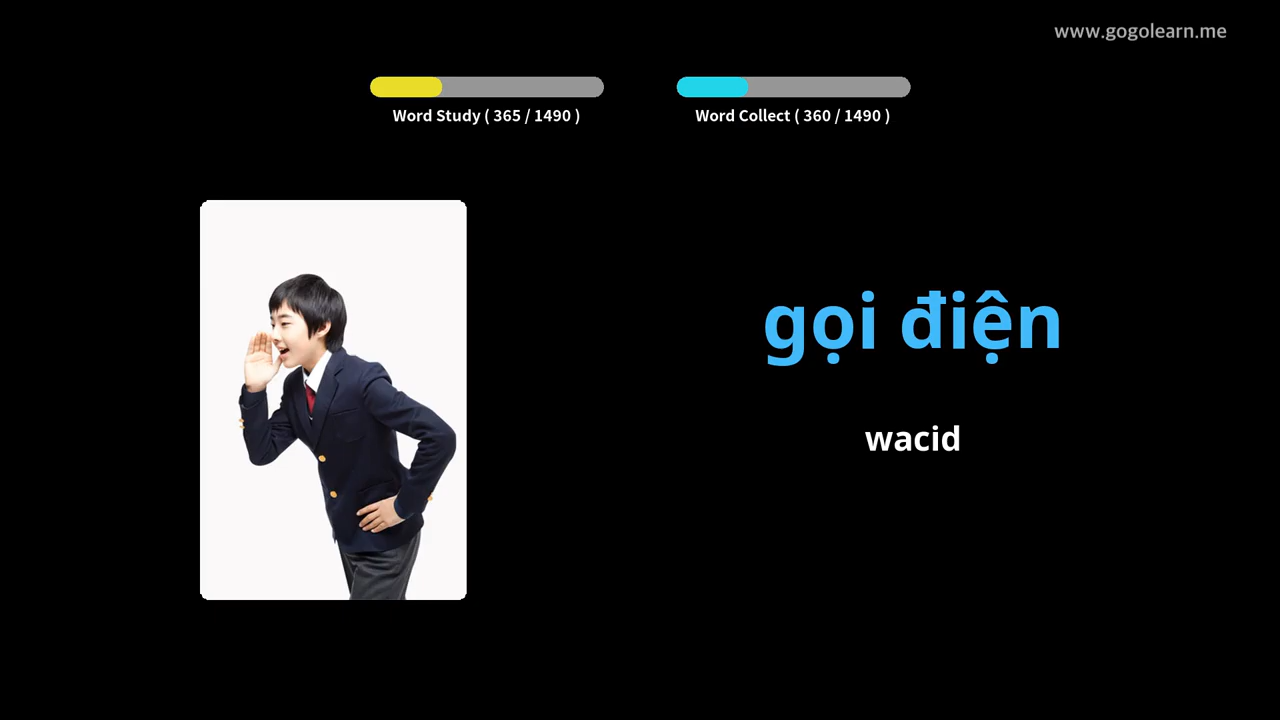 www.gogolearn.me
Word Study ( 365 / 1490 )
Word Collect ( 360 / 1490 )
gọi điện
wacid